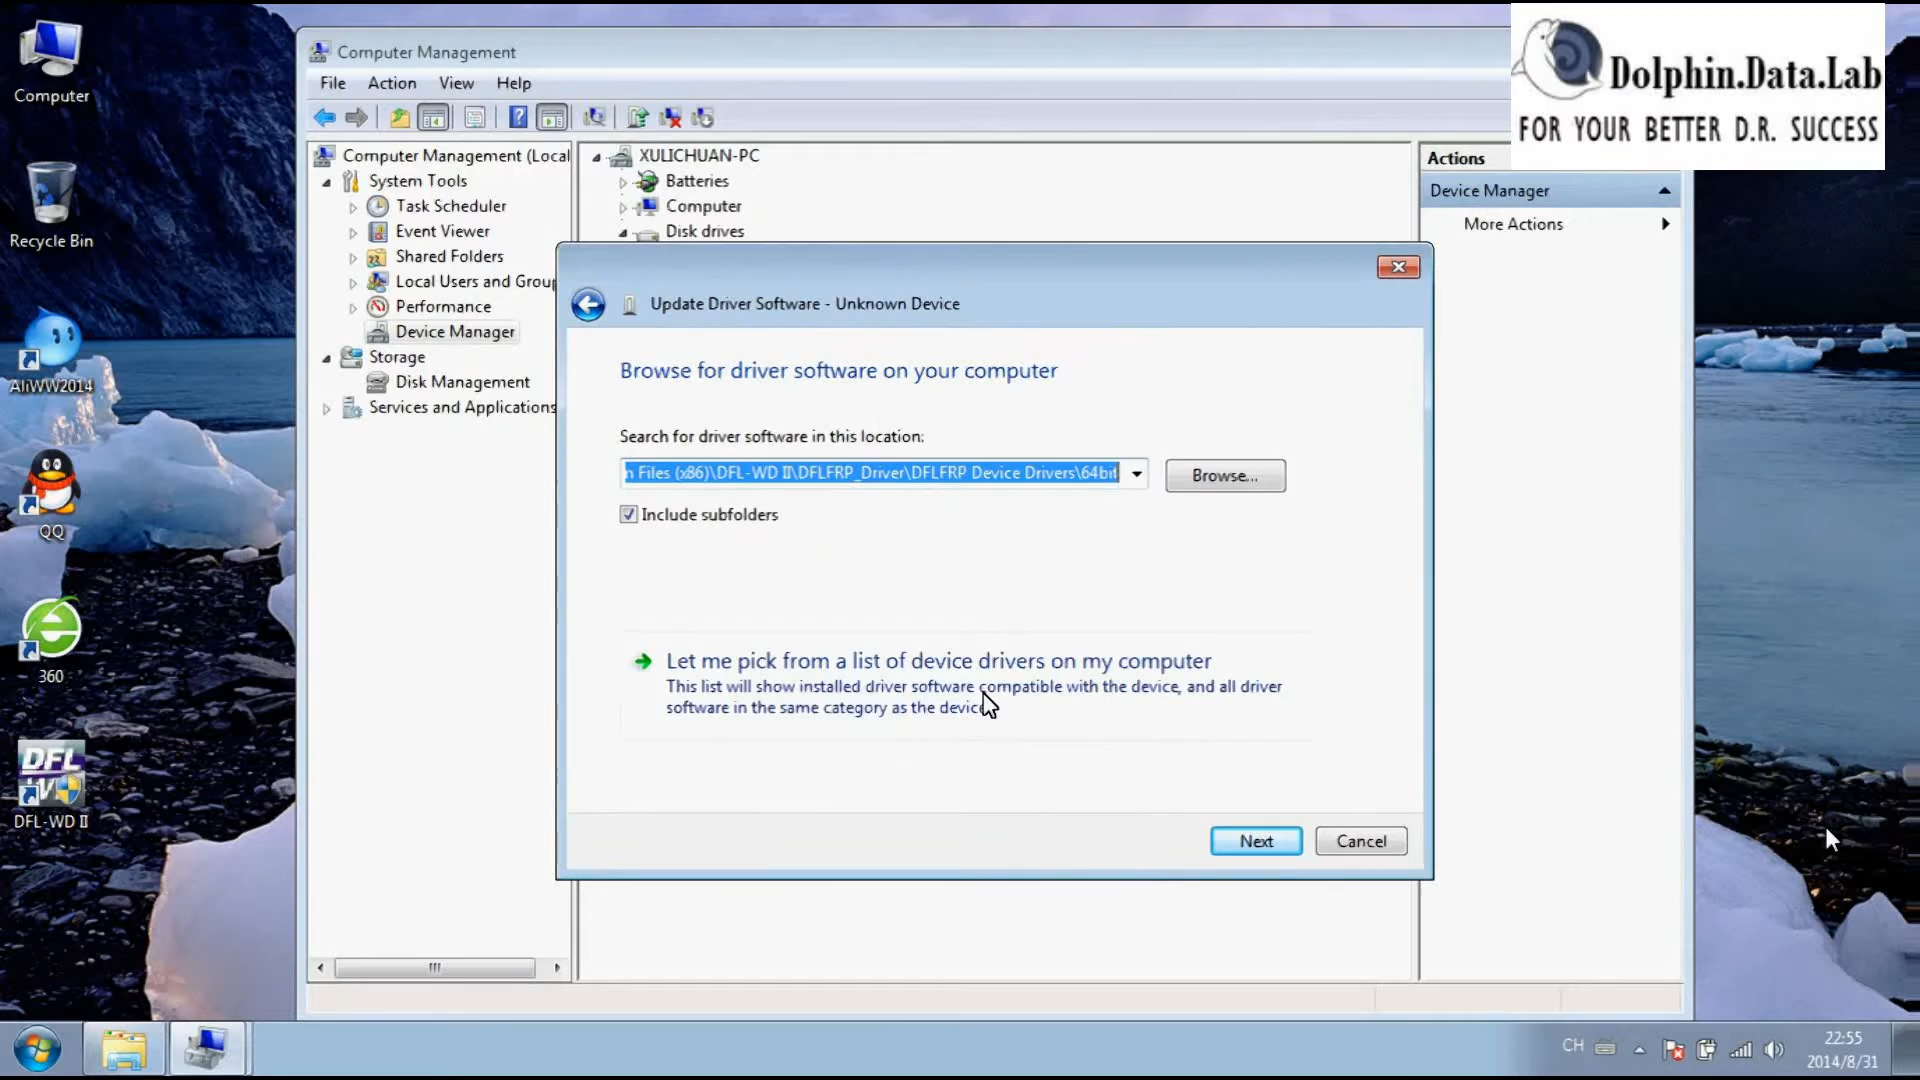 Computer
Recycle Bin
AliWW2014
QQ
360
DFL
DFL-WD II
Computer Management
File Action View Help
Computer Management (Local
System Tools
Task Scheduler
Event Viewer
Shared Folders
Local Users and Group
Performance
Device Manager
Storage
Disk Management
Services and Applications
XULICHUAN-PC
Batteries
Computer
Disk drives
Actions
Device Manager
More Actions
Dolphin.Data.Lab
FOR YOUR BETTER D.R. SUCCESS
Update Driver Software - Unknown Device
Browse for driver software on your computer
Search for driver software in this location:
n Files (x86)\DFL-WD II\DFLFRP_Driver\DFLFRP Device Drivers\64bit
Browse...
Include subfolders
Let me pick from a list of device drivers on my computer
This list will show installed driver software compatible with the device, and all driver
software in the same category as the device
Next
Cancel
CH
22:55
2014/8/31